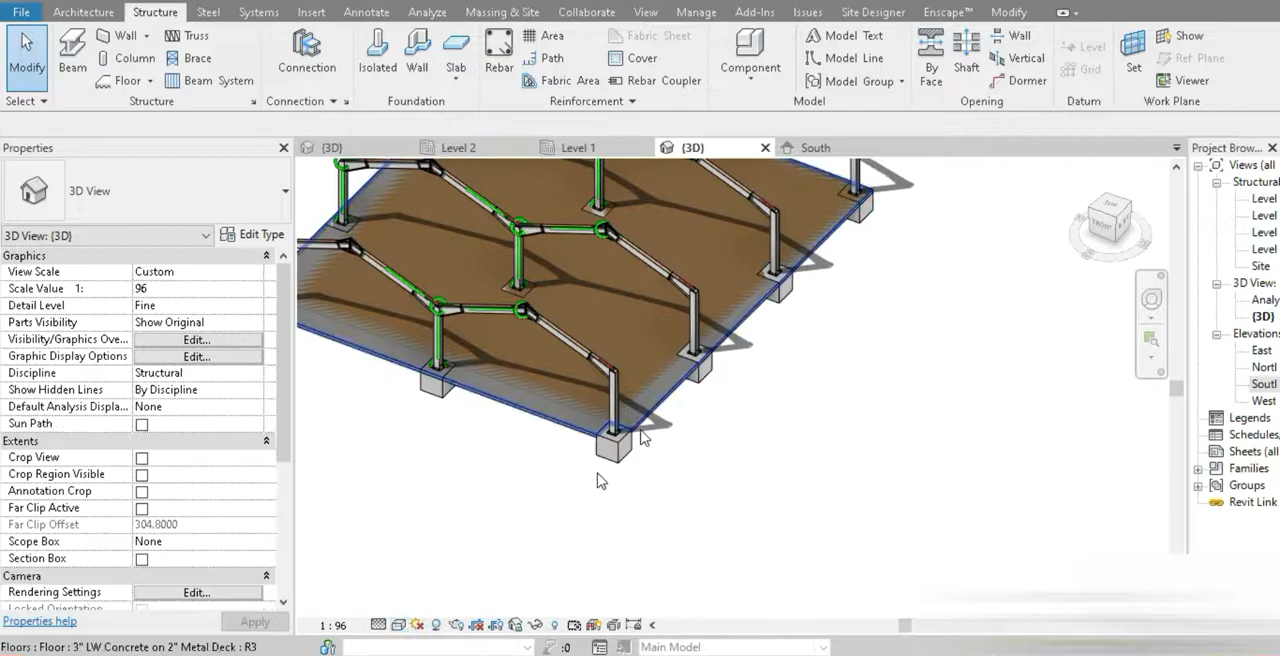 File Architecture Structure Steel Systems Insert Annotate Analyze Massing & Site Collaborate View Manage Add-Ins Issues Site Designer Enscape™ Modify
Modify
Select
Beam
Wall
Column
Floor
Truss
Brace
Beam System
Structure
Connection
Connection
Isolated
Wall
Slab
Foundation
Rebar
Area
Path
Fabric Area
Fabric Sheet
Cover
Rebar Coupler
Reinforcement
Component
Model Text
Model Line
Model Group
Model
By Face
Shaft
Wall
Vertical
Dormer
Opening
Level
Grid
Datum
Set
Show
Ref Plane
Viewer
Work Plane
Properties
{3D} Level 2 Level 1 {3D} South
Project Brow...
3D View
3D View: {3D} Edit Type
Graphics
View Scale Custom
Scale Value 1: 96
Detail Level Fine
Parts Visibility Show Original
Visibility/Graphics Ove... Edit...
Graphic Display Options Edit...
Discipline Structural
Show Hidden Lines By Discipline
Default Analysis Displa... None
Sun Path
Extents
Crop View
Crop Region Visible
Annotation Crop
Far Clip Active
Far Clip Offset 304.8000
Scope Box None
Section Box
Camera
Rendering Settings Edit...
Locked Orientation
Properties help Apply
TOP
FRONT
Views (all
Structural
Level
Level
Level
Level
Site
3D View:
Analy
(3D)
Elevations
East
Nortl
Soutl
West
Legends
Schedules,
Sheets (all
Families
Groups
Revit Link
1 : 96
Floors : Floor : 3" LW Concrete on 2" Metal Deck : R3
:0
Main Model